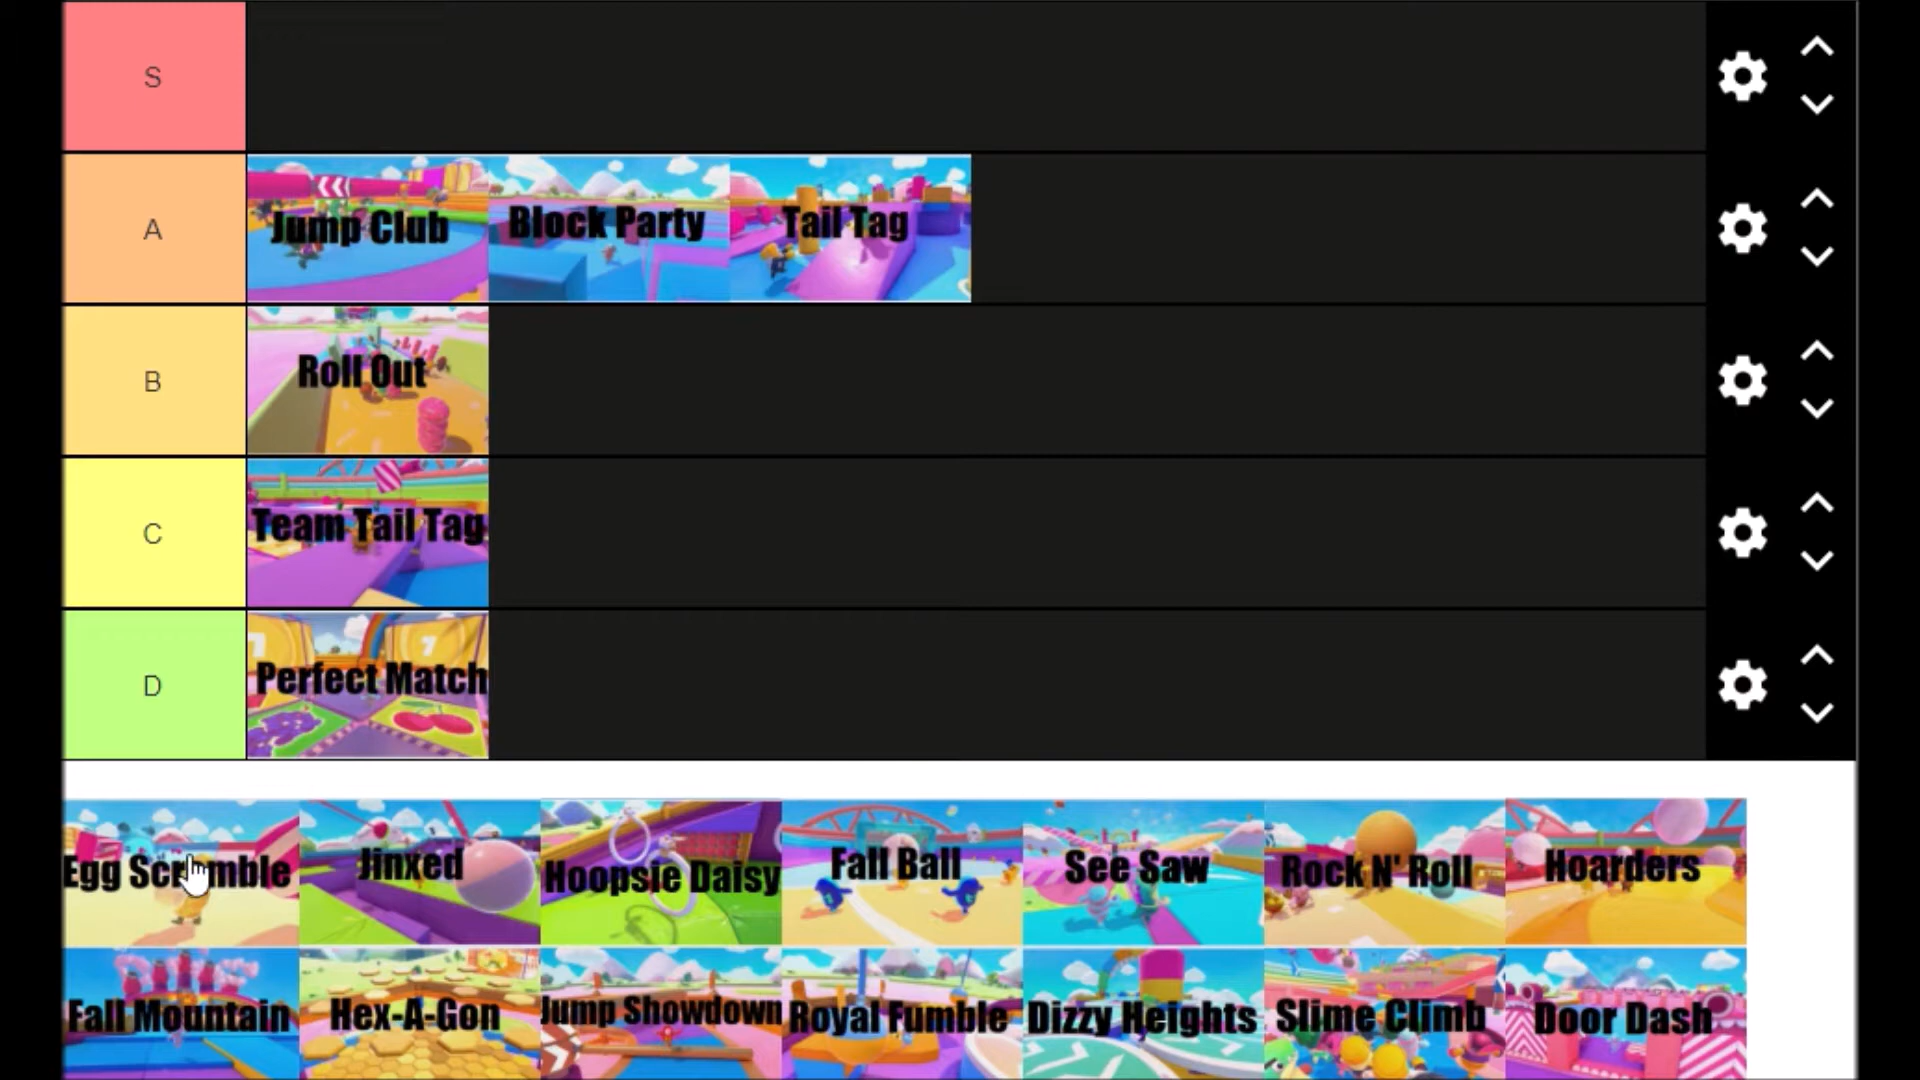 S
A
Jump Club
Block Party
Tail Tag
B
Roll Out
C
Team Tail Tag
D
Perfect Match
Egg Scramble
Jinxed
Hoopsie Daisy
Fall Ball
See Saw
Rock N' Roll
Hoarders
Fall Mountain
Hex-A-Gon
Jump Showdown
Royal Fumble
Dizzy Heights
Slime Climb
Door Dash